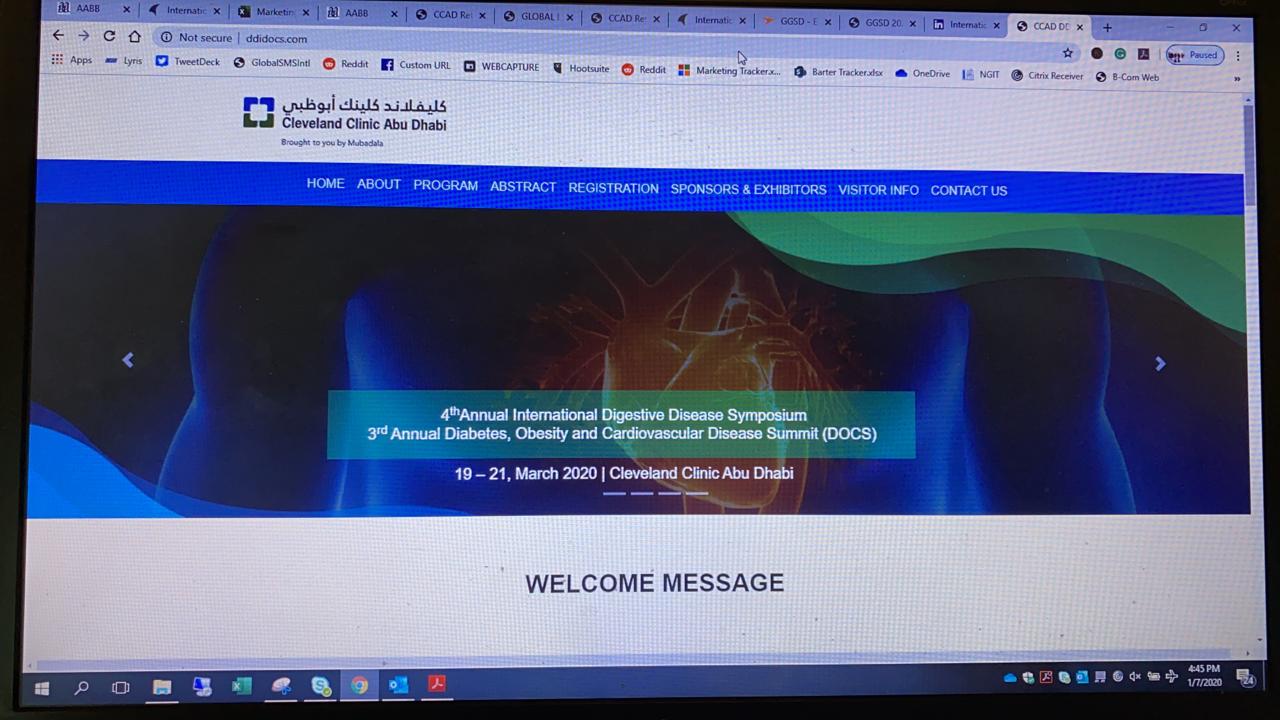 AABB
Internatic
Marketin
AABB
CCAD Re
GLOBAL
CCAD Re
Internatic
GGSD - E
GGSD 20
Internatic
CCAD DD
Not secure | ddidocs.com
Paused
Apps
Lyris
TweetDeck
GlobalSMSIntl
Reddit
Custom URL
WEBCAPTURE
Hootsuite
Reddit
Marketing Tracker.x...
Barter Tracker.xlsx
OneDrive
NGIT
Citrix Receiver
B-Com Web
كليفلاند كلينك أبوظبي
Cleveland Clinic Abu Dhabi
Brought to you by Mubadala
HOME ABOUT PROGRAM ABSTRACT REGISTRATION SPONSORS & EXHIBITORS VISITOR INFO CONTACT US
4th Annual International Digestive Disease Symposium
3rd Annual Diabetes, Obesity and Cardiovascular Disease Summit (DOCS)
19 – 21, March 2020 | Cleveland Clinic Abu Dhabi
WELCOME MESSAGE
4:45 PM
1/7/2020
24